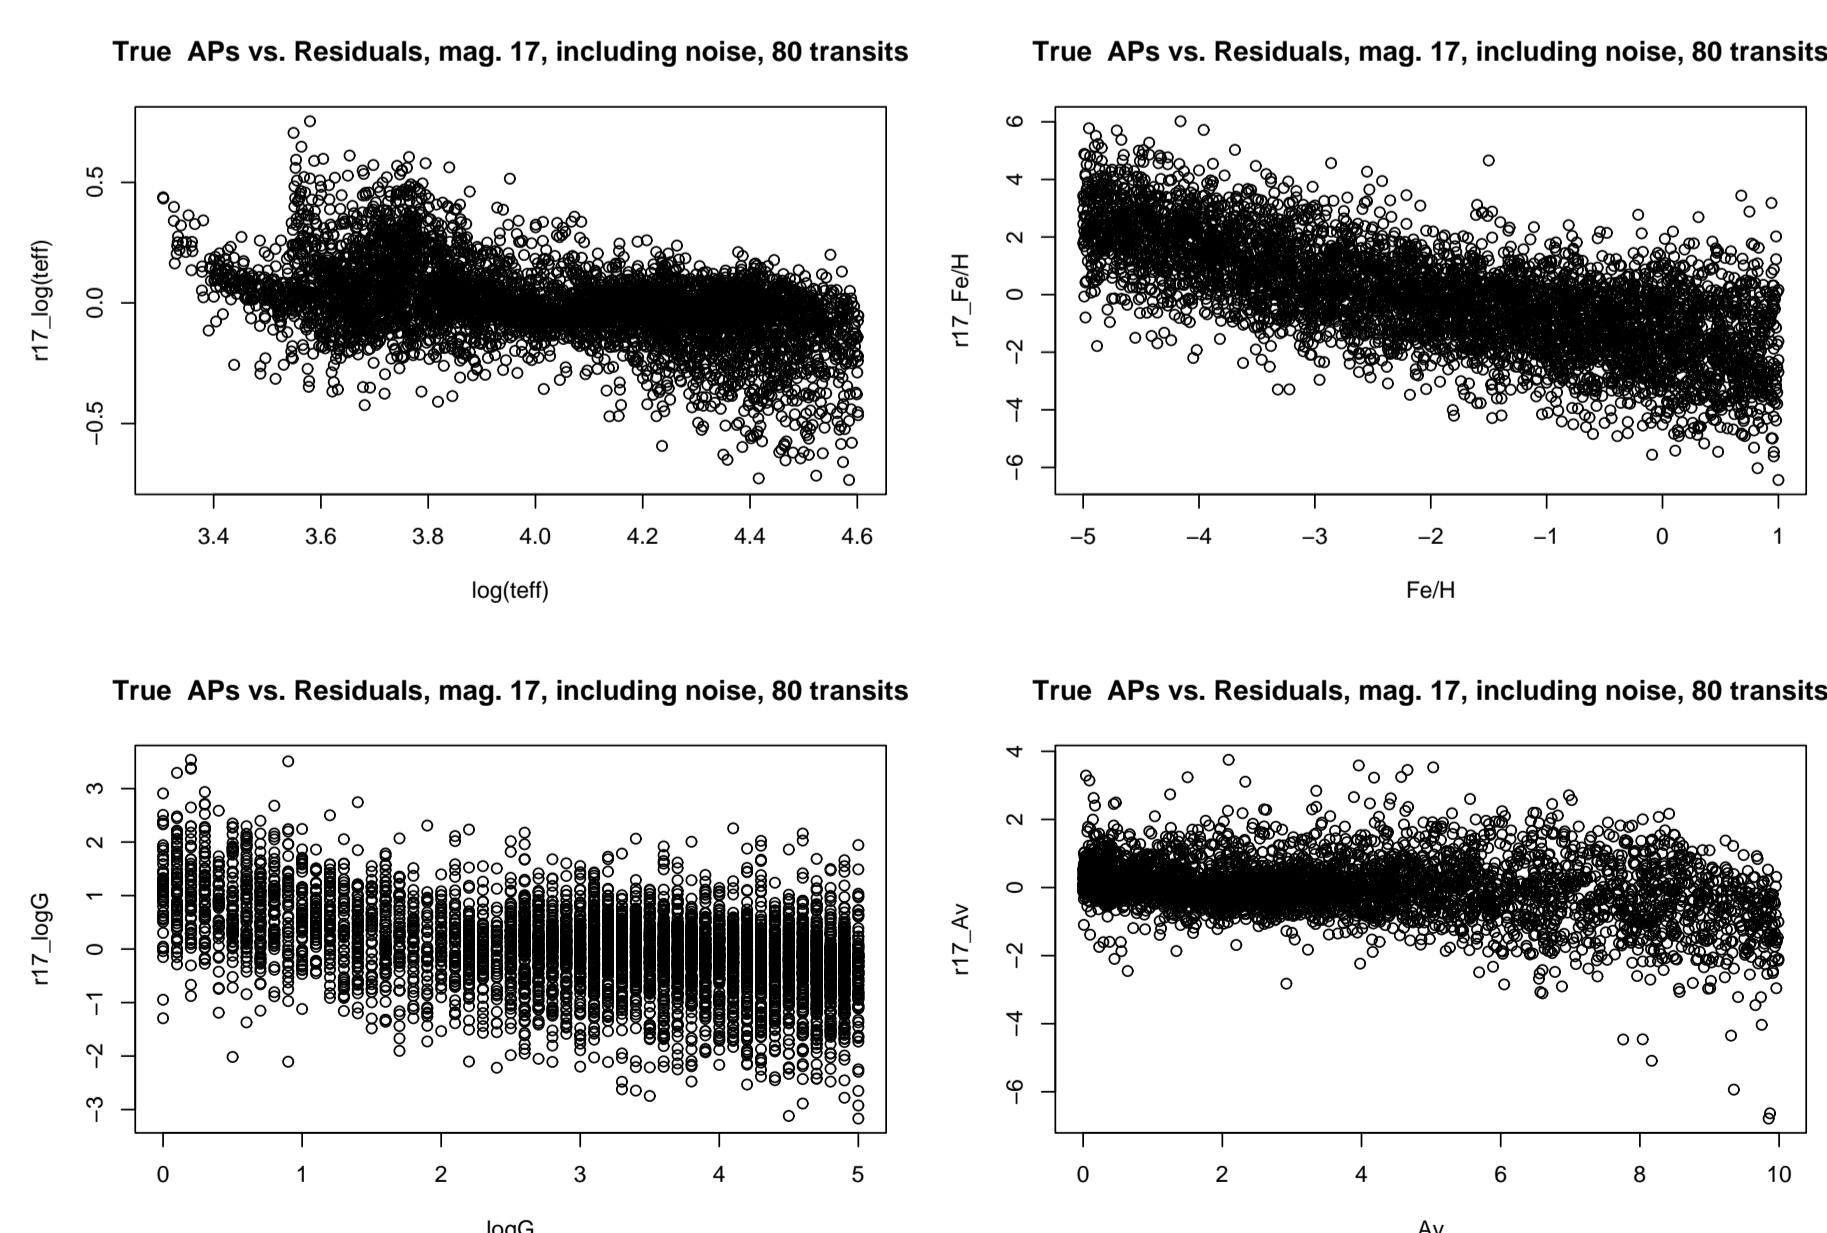 True  APs vs. Residuals, mag. 17, including noise, 80 transits
r17_log(teff)
0.5
0.0
−0.5
3.4 3.6 3.8 4.0 4.2 4.4 4.6
log(teff)
True  APs vs. Residuals, mag. 17, including noise, 80 transits
r17_Fe/H
6
4
2
0
−2
−4
−6
−5 −4 −3 −2 −1 0 1
Fe/H
True  APs vs. Residuals, mag. 17, including noise, 80 transits
r17_logG
3
2
1
0
−1
−2
−3
0 1 2 3 4 5
logG
True  APs vs. Residuals, mag. 17, including noise, 80 transits
r17_Av
4
2
0
−2
−4
−6
0 2 4 6 8 10
Av